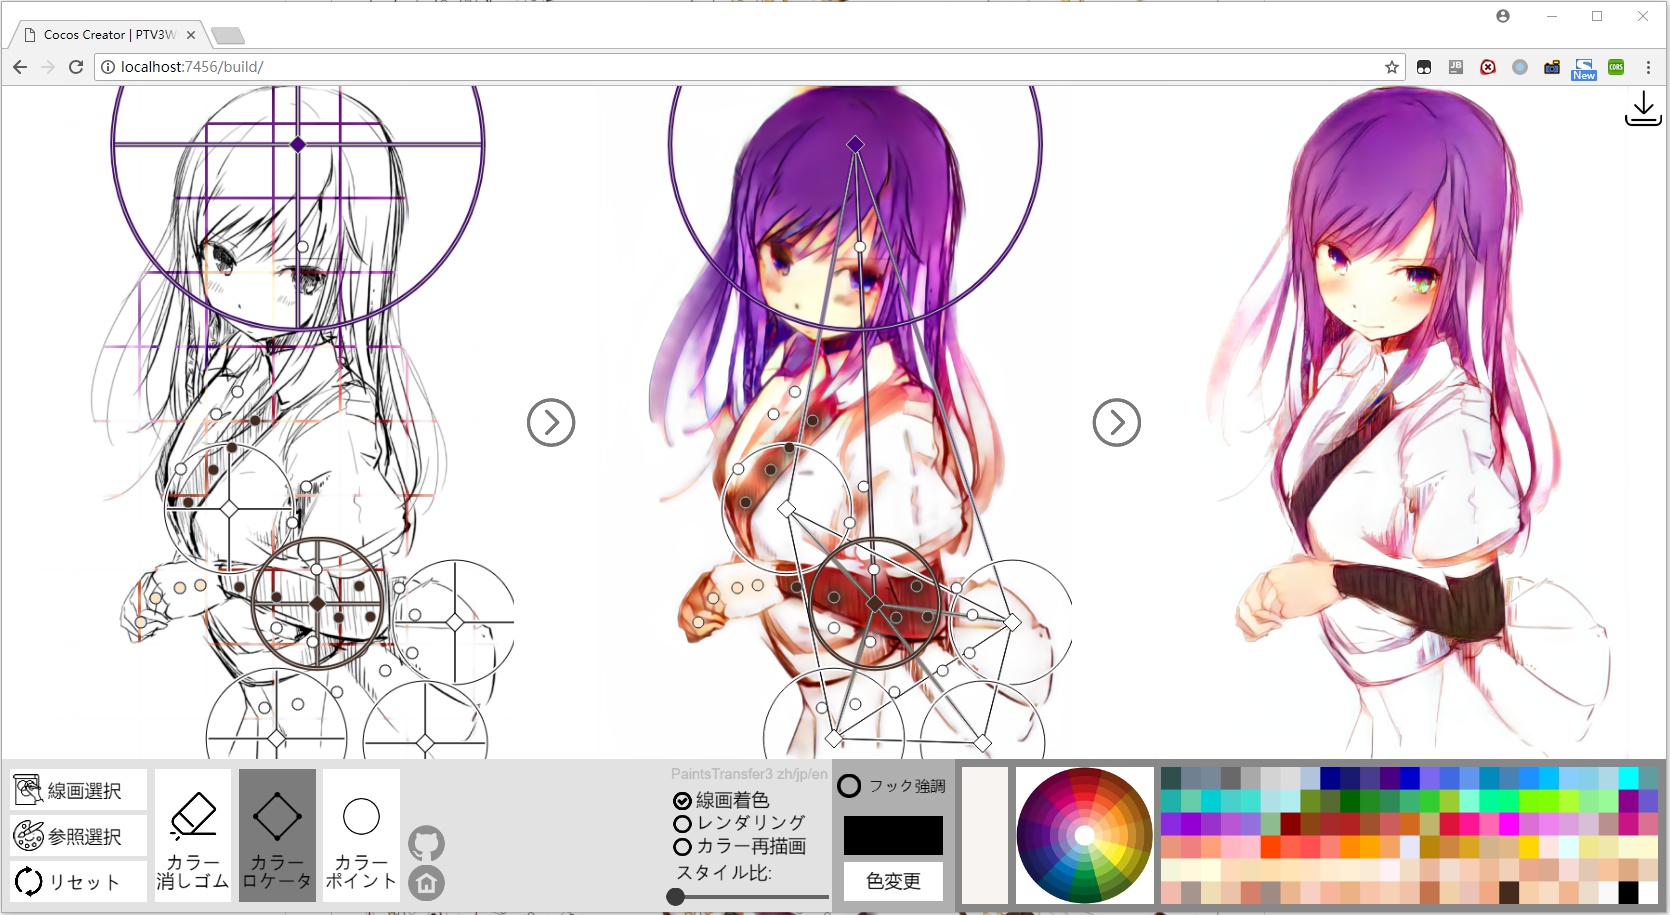 Cocos Creator | PTV3W
localhost:7456/build/
JB
New
CORS
線画選択
参照選択
リセット
カラー
消しゴム
カラー
ロケータ
カラー
ポイント
PaintsTransfer3 zh/jp/en
線画着色
レンダリング
カラー再描画
スタイル比:
フック強調
色変更